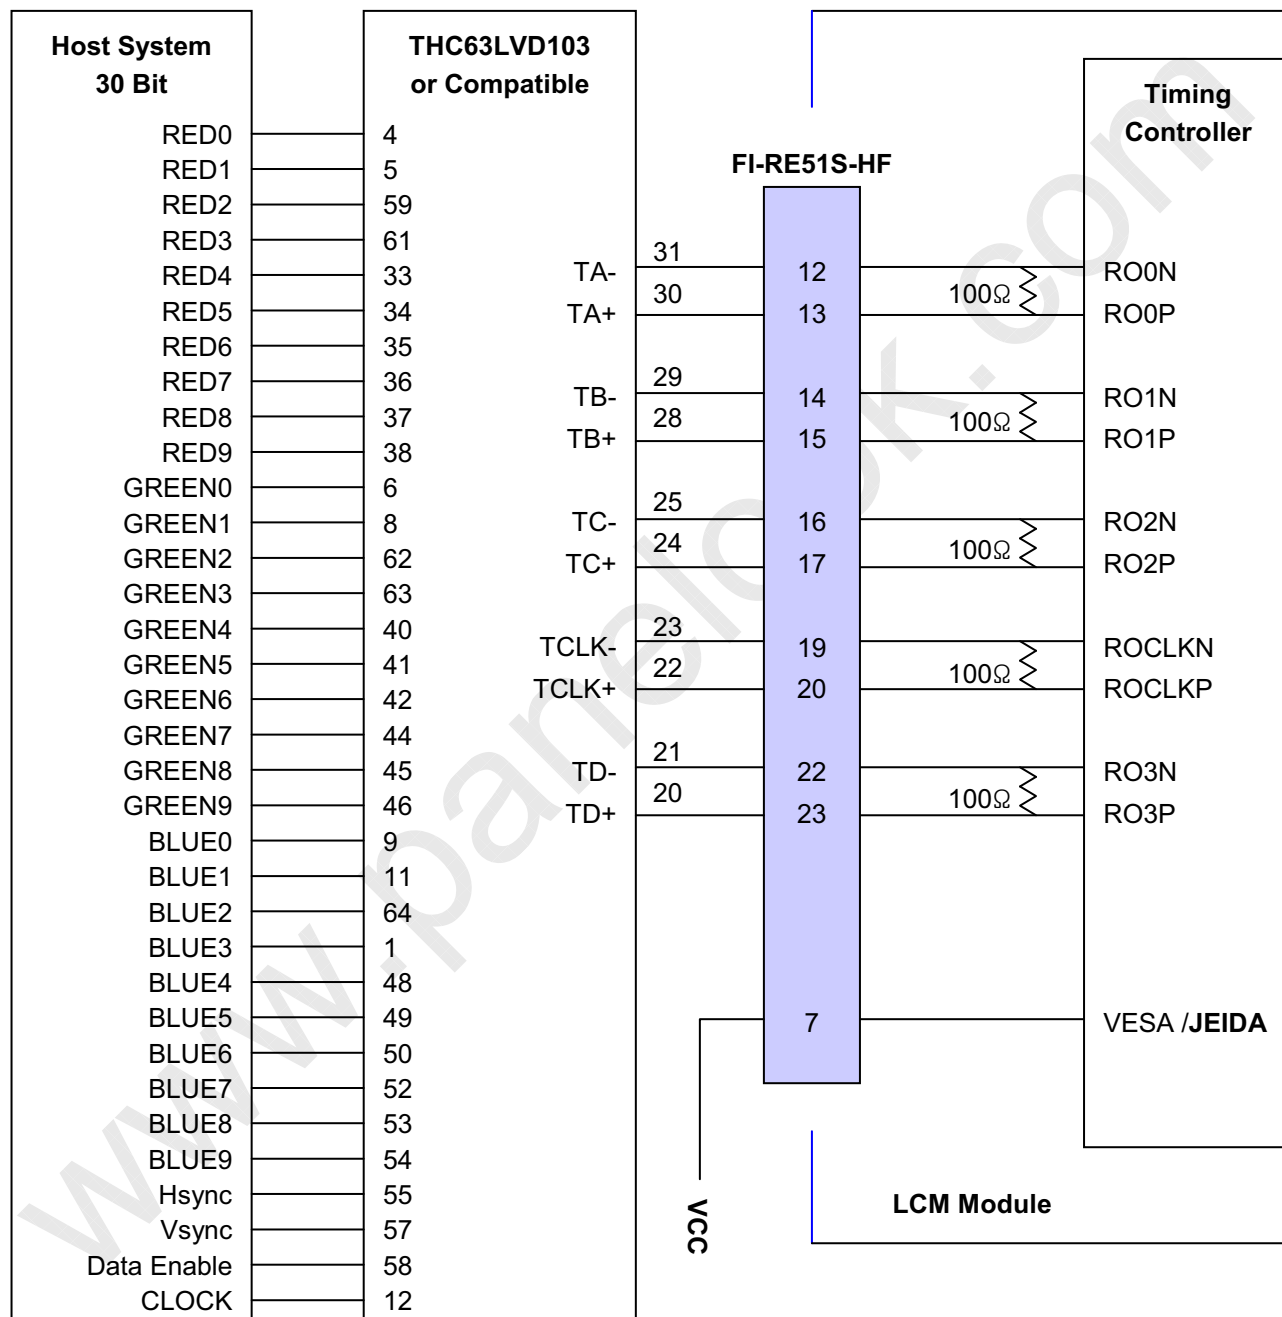 Host System
30 Bit
RED0
RED1
RED2
RED3
RED4
RED5
RED6
RED7
RED8
RED9
GREEN0
GREEN1
GREEN2
GREEN3
GREEN4
GREEN5
GREEN6
GREEN7
GREEN8
GREEN9
BLUE0
BLUE1
BLUE2
BLUE3
BLUE4
BLUE5
BLUE6
BLUE7
BLUE8
BLUE9
Hsync
Vsync
Data Enable
CLOCK
THC63LVD103
or Compatible
4
5
59
61
33
34
35
36
37
38
6
8
62
63
40
41
42
44
45
46
9
11
64
1
48
49
50
52
53
54
55
57
58
12
TA- 31
TA+ 30
TB- 29
TB+ 28
TC- 25
TC+ 24
TCLK- 23
TCLK+ 22
TD- 21
TD+ 20
FI-RE51S-HF
12
13
14
15
16
17
19
20
22
23
7
VCC
100Ω
100Ω
100Ω
100Ω
100Ω
Timing
Controller
RO0N
RO0P
RO1N
RO1P
RO2N
RO2P
ROCLKN
ROCLKP
RO3N
RO3P
VESA /JEIDA
LCM Module
www.panelook.com